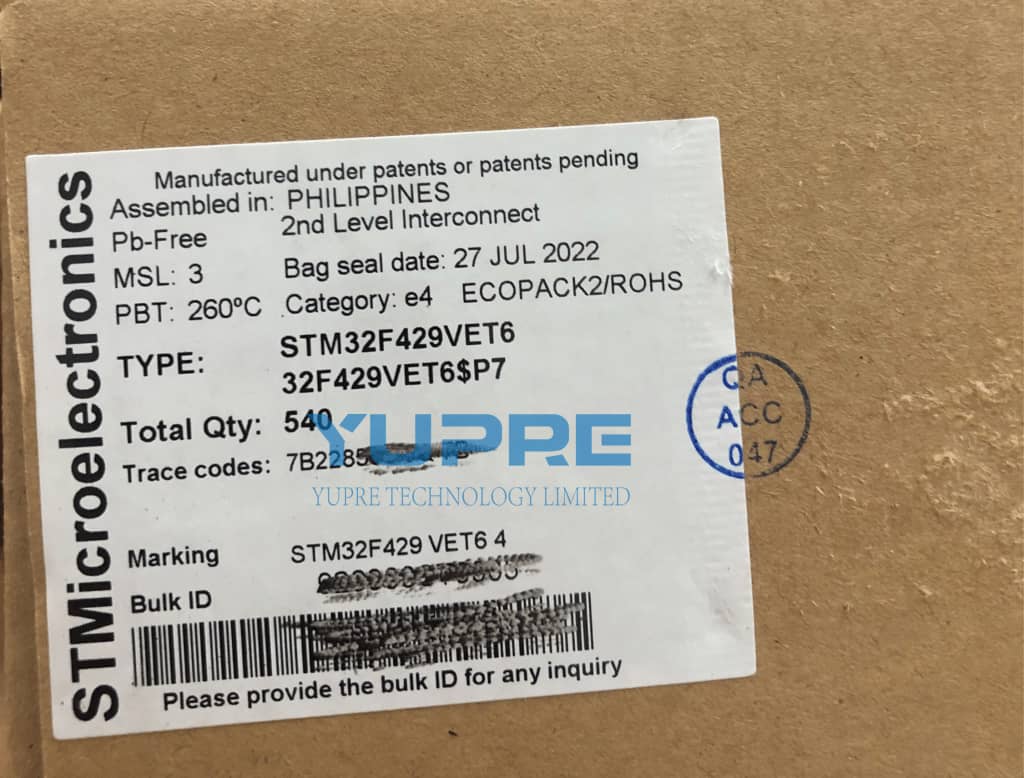 STMicroelectronics
Manufactured under patents or patents pending
Assembled in: PHILIPPINES
Pb-Free 2nd Level Interconnect
MSL: 3 Bag seal date: 27 JUL 2022
PBT: 260ºC Category: e4 ECOPACK2/ROHS
TYPE: STM32F429VET6
32F429VET6$P7
Total Qty: 540
Trace codes:
YUPRE
YUPRE TECHNOLOGY LIMITED
Marking STM32F429 VET6 4
Bulk ID
Please provide the bulk ID for any inquiry
QA
ACC
047